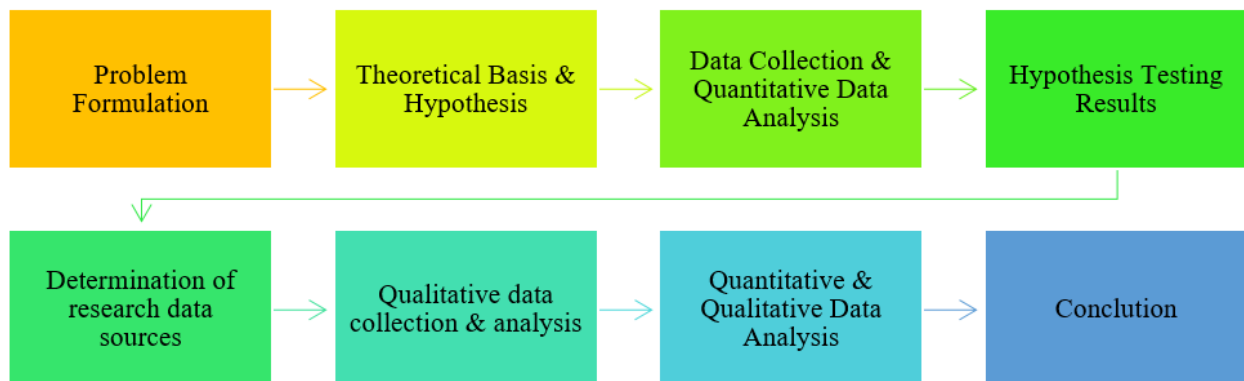 Problem
Formulation
Theoretical Basis &
Hypothesis
Data Collection &
Quantitative Data
Analysis
Hypothesis Testing
Results
Determination of
research data
sources
Qualitative data
collection & analysis
Quantitative &
Qualitative Data
Analysis
Conclution